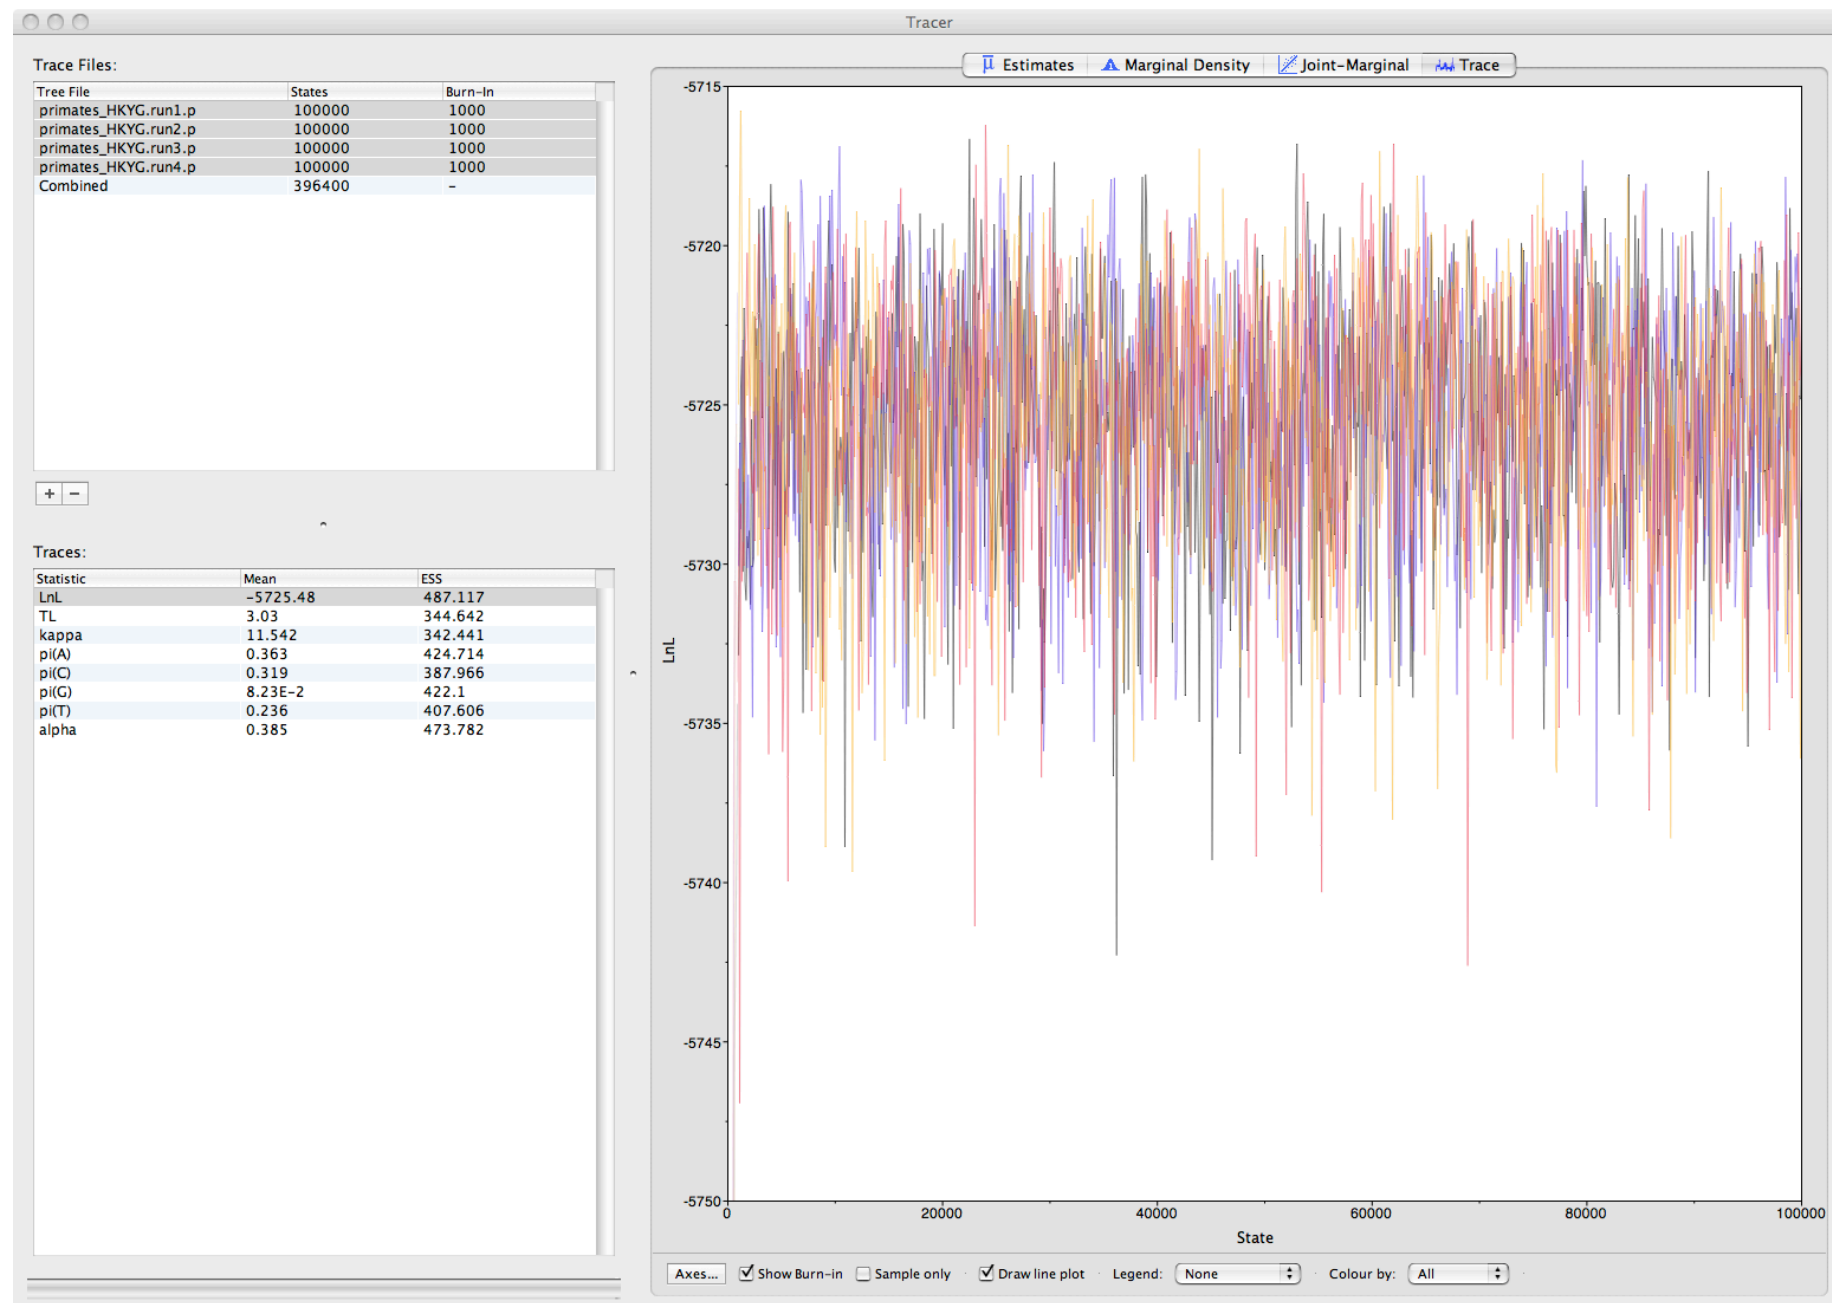 Tracer
Trace Files:
Tree File States Burn-In
primates_HKYG.run1.p 100000 1000
primates_HKYG.run2.p 100000 1000
primates_HKYG.run3.p 100000 1000
primates_HKYG.run4.p 100000 1000
Combined 396400 -
+ -
Traces:
Statistic Mean ESS
LnL -5725.48 487.117
TL 3.03 344.642
kappa 11.542 342.441
pi(A) 0.363 424.714
pi(C) 0.319 387.966
pi(G) 8.23E-2 422.1
pi(T) 0.236 407.606
alpha 0.385 473.782
μ Estimates Marginal Density Joint-Marginal Trace
-5715
-5720
-5725
-5730
-5735
-5740
-5745
-5750
LnL
0 20000 40000 60000 80000 100000
State
Axes... Show Burn-in Sample only Draw line plot Legend: None Colour by: All